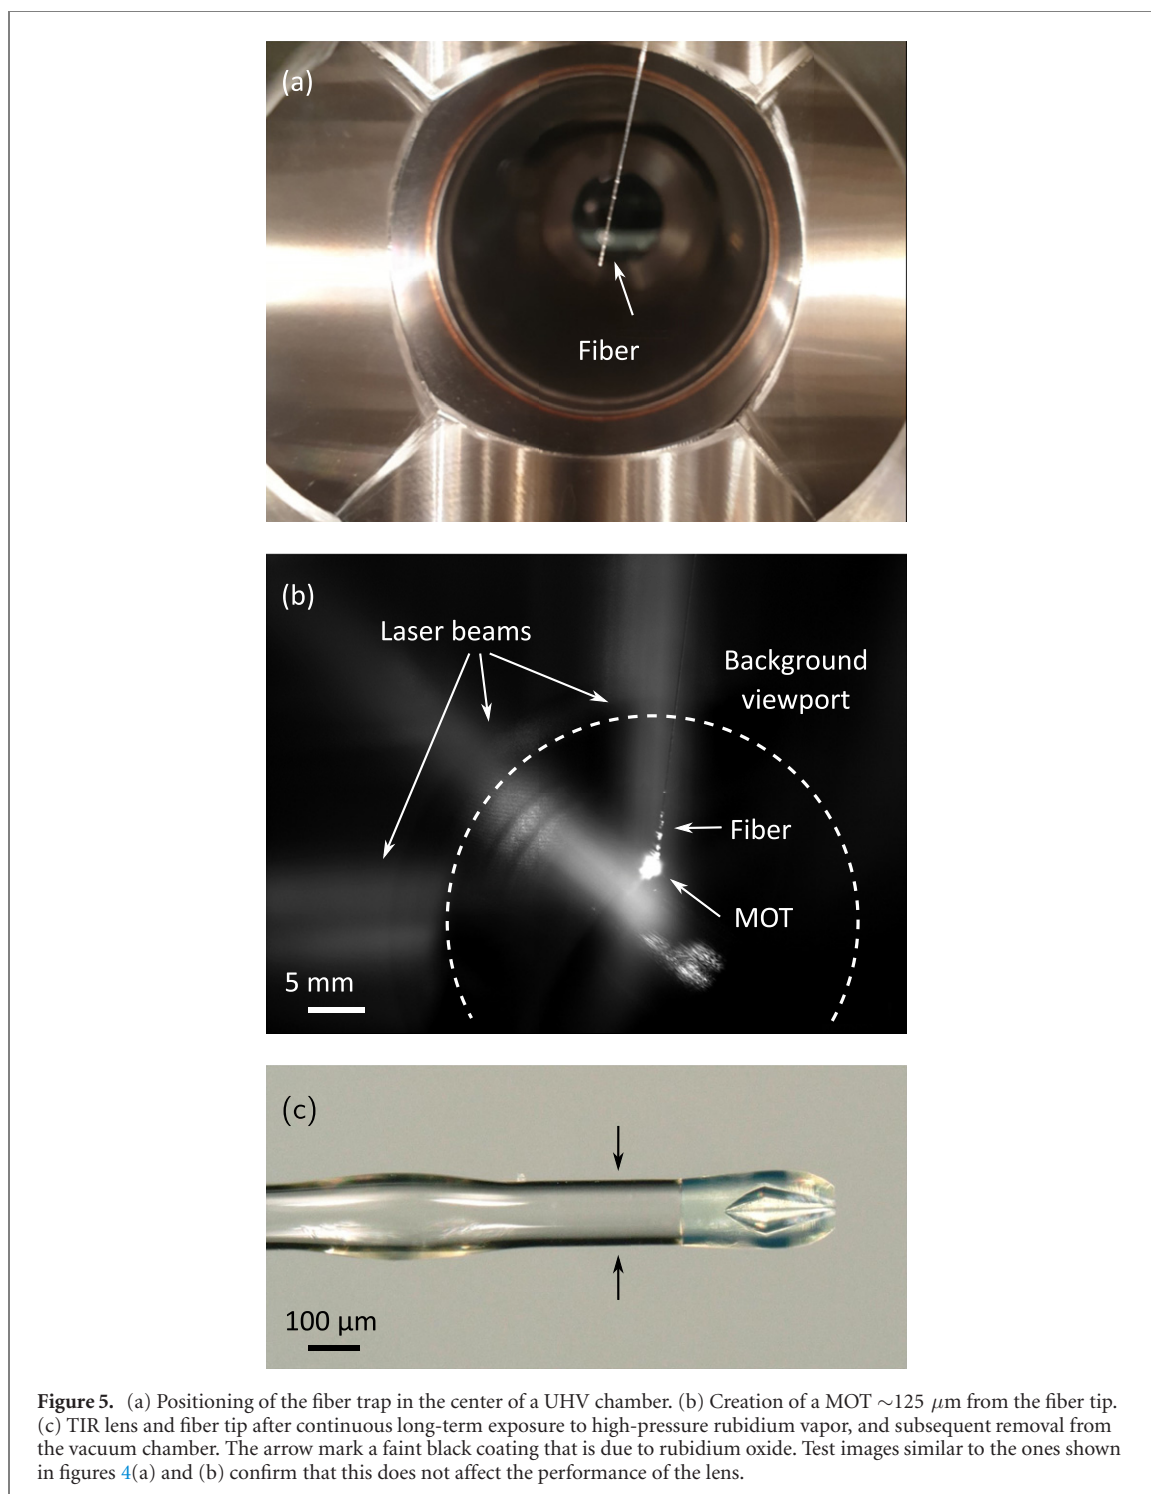 (a)
Fiber
(b)
Laser beams
Background
viewport
Fiber
MOT
5 mm
(c)
100 μm
Figure 5. (a) Positioning of the fiber trap in the center of a UHV chamber. (b) Creation of a MOT ∼125 μm from the fiber tip.
(c) TIR lens and fiber tip after continuous long-term exposure to high-pressure rubidium vapor, and subsequent removal from
the vacuum chamber. The arrow mark a faint black coating that is due to rubidium oxide. Test images similar to the ones shown
in figures 4(a) and (b) confirm that this does not affect the performance of the lens.